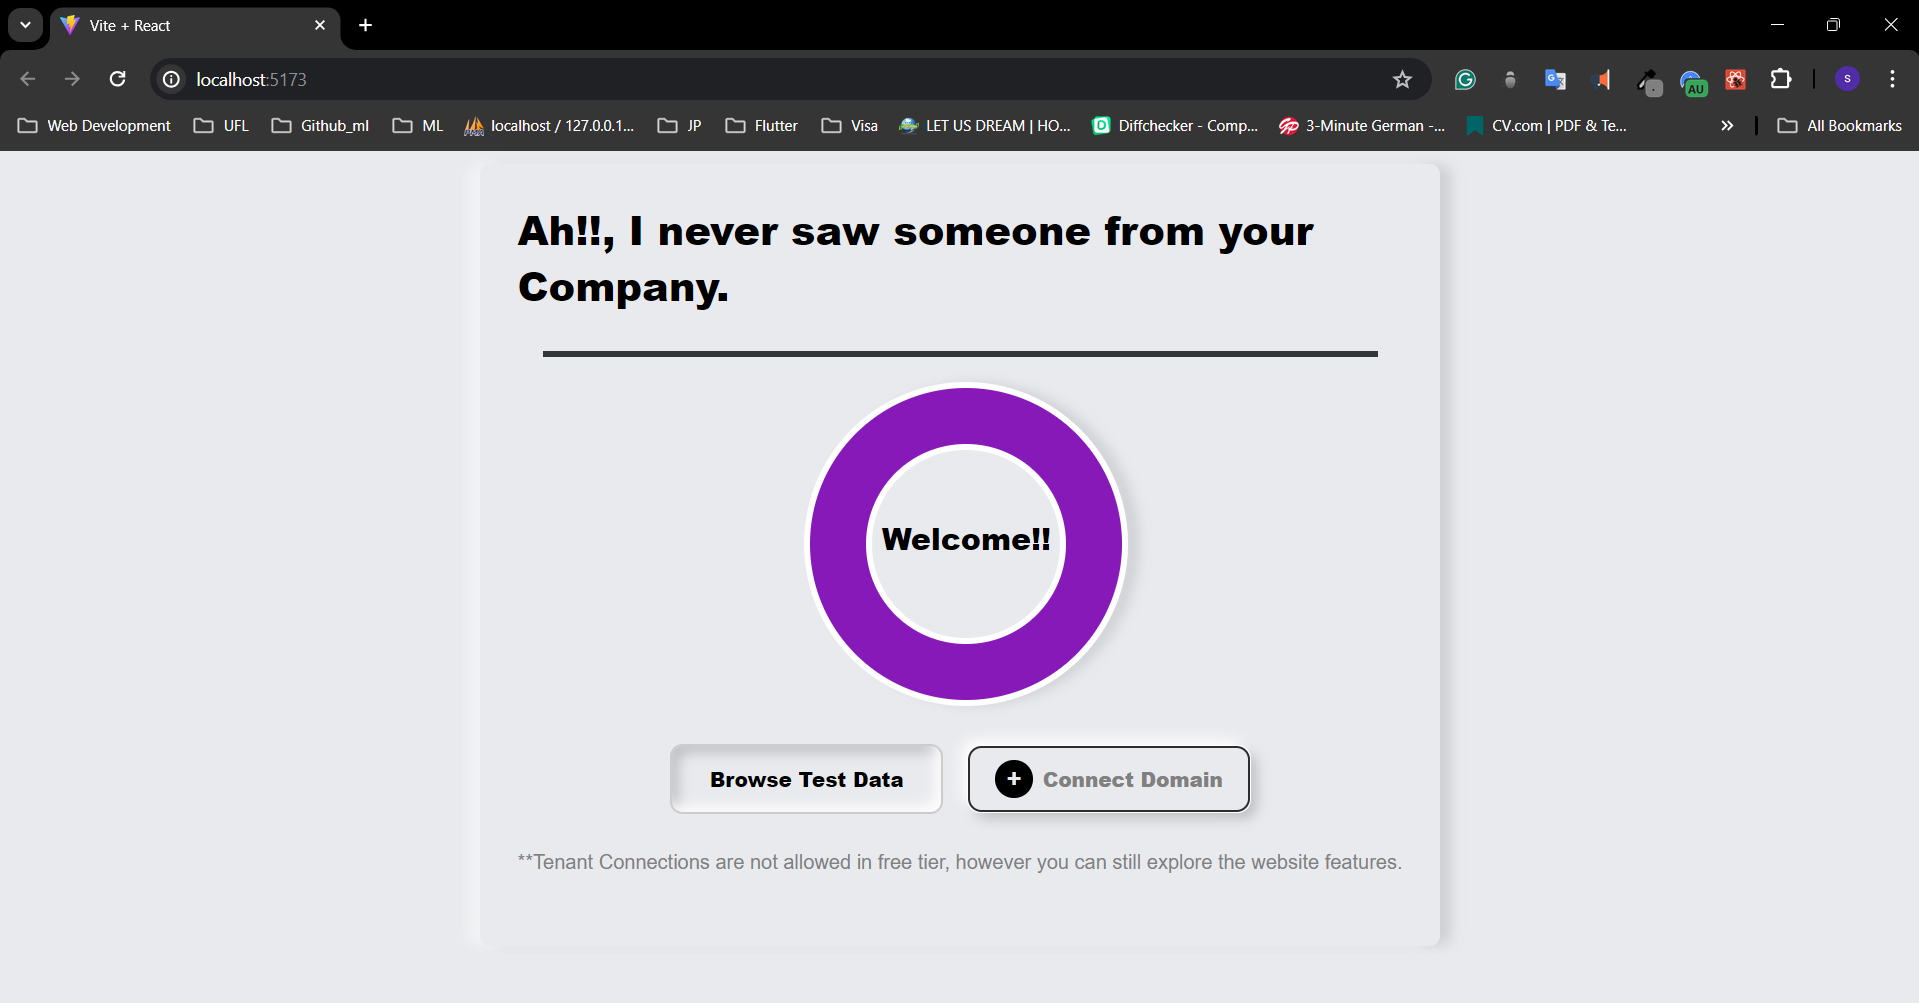 Vite + React
localhost:5173
AU
S
Web Development UFL Github_ml ML localhost / 127.0.0.1... JP Flutter Visa LET US DREAM | HO... Diffchecker - Comp... 3-Minute German -... CV.com | PDF & Te... » All Bookmarks
Ah!!, I never saw someone from your
Company.
Welcome!!
Browse Test Data
+ Connect Domain
**Tenant Connections are not allowed in free tier, however you can still explore the website features.